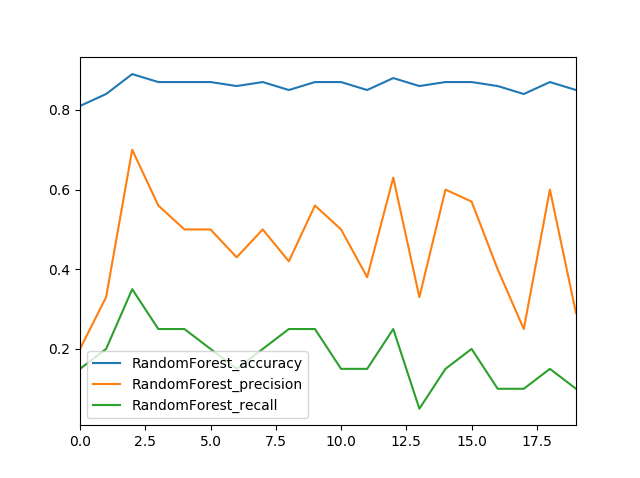 0.8
0.6
0.4
0.2
RandomForest_accuracy
RandomForest_precision
RandomForest_recall
0.0 2.5 5.0 7.5 10.0 12.5 15.0 17.5